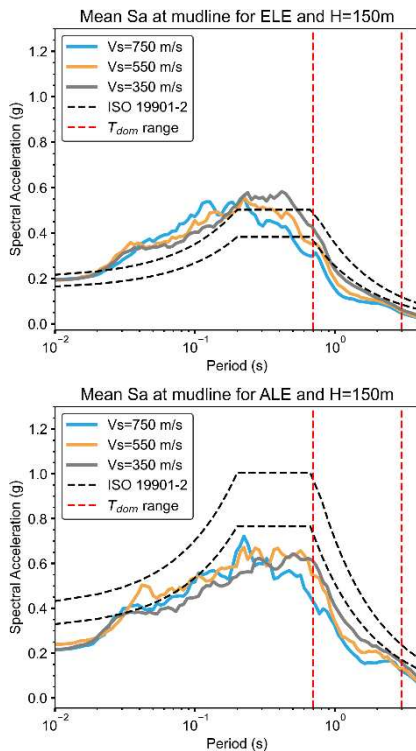 Mean Sa at mudline for ELE and H=150m
Spectral Acceleration (g)
1.2
1.0
0.8
0.6
0.4
0.2
0.0
Vs=750 m/s
Vs=550 m/s
Vs=350 m/s
ISO 19901-2
T_dom range
10⁻² 10⁻¹ 10⁰
Period (s)
Mean Sa at mudline for ALE and H=150m
Spectral Acceleration (g)
1.2
1.0
0.8
0.6
0.4
0.2
0.0
Vs=750 m/s
Vs=550 m/s
Vs=350 m/s
ISO 19901-2
T_dom range
10⁻² 10⁻¹ 10⁰
Period (s)